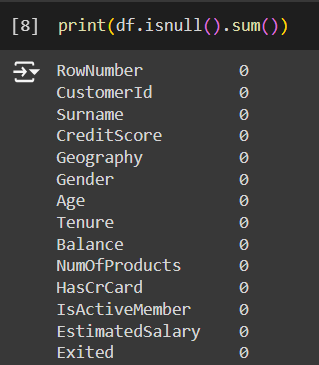 [8] print(df.isnull().sum())
RowNumber 0
CustomerId 0
Surname 0
CreditScore 0
Geography 0
Gender 0
Age 0
Tenure 0
Balance 0
NumOfProducts 0
HasCrCard 0
IsActiveMember 0
EstimatedSalary 0
Exited 0